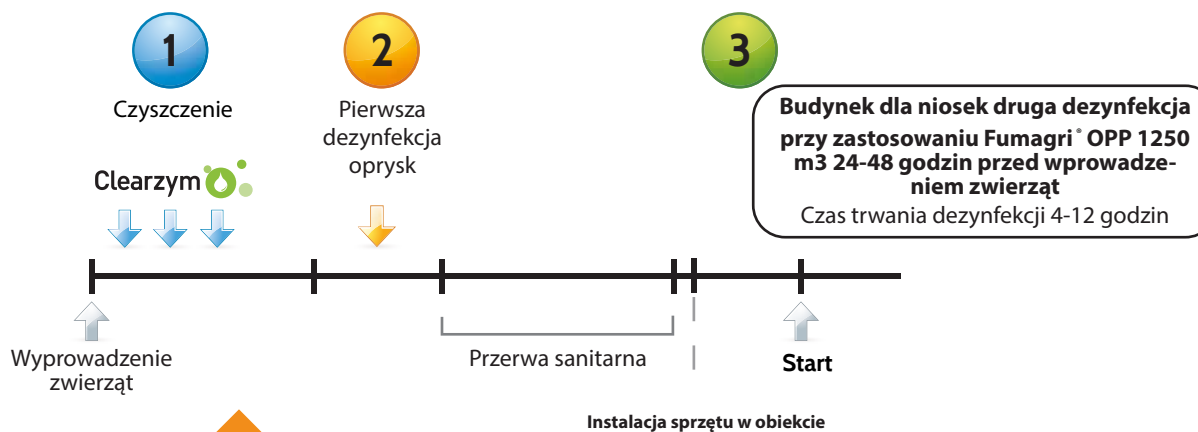 1
Czyszczenie
Clearzym
2
Pierwsza
dezynfekcja
oprysk
3
Budynek dla niosek druga dezynfekcja
przy zastosowaniu Fumagri® OPP 1250
m3 24-48 godzin przed wprowadze-
niem zwierząt
Czas trwania dezynfekcji 4-12 godzin
Wyprowadzenie
zwierząt
Przerwa sanitarna
Start
Instalacja sprzętu w obiekcie